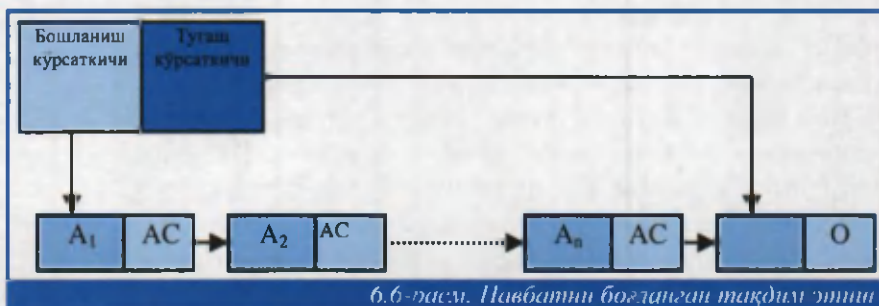 Бошланиш
кўрсаткичи
Тугаш
кўрсаткичи
A₁ AC
A₂ AC
Aₙ AC
O
6.6-расм. Навбатни боғланган тақдим этиш